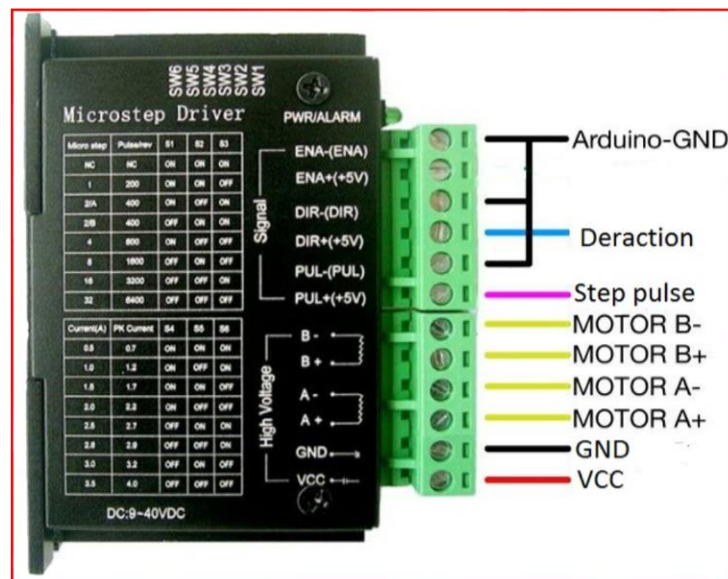 SW6
SW5
SW4
SW3
SW2
SW1
Microstep Driver
PWR/ALARM
Micro step Pulse/rev S1 S2 S3
NC NC ON ON ON
1 200 ON ON OFF
2/A 400 ON OFF ON
2/B 400 OFF ON ON
4 800 ON OFF OFF
8 1600 OFF ON OFF
16 3200 OFF OFF ON
32 6400 OFF OFF OFF
Current(A) PK Current S4 S5 S6
0.5 0.7 ON ON ON
1.0 1.2 ON OFF ON
1.5 1.7 ON ON OFF
2.0 2.2 ON OFF OFF
2.5 2.7 OFF ON ON
2.8 2.9 OFF OFF ON
3.0 3.2 OFF ON OFF
3.5 4.0 OFF OFF OFF
DC:9~40VDC
Signal
ENA-(ENA)
ENA+(+5V)
DIR-(DIR)
DIR+(+5V)
PUL-(PUL)
PUL+(+5V)
High Voltage
B -
B +
A -
A +
GND
VCC
Arduino-GND
Deraction
Step pulse
MOTOR B-
MOTOR B+
MOTOR A-
MOTOR A+
GND
VCC